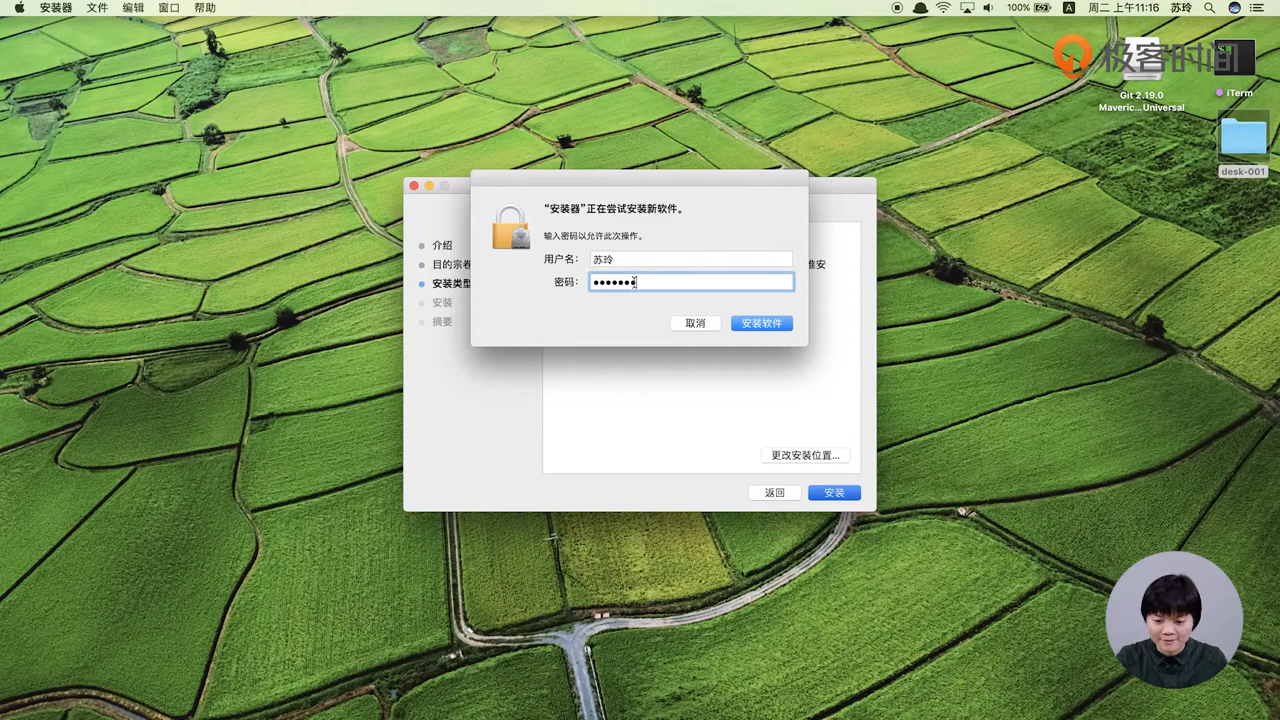 安装器 文件 编辑 窗口 帮助
100% A 周二 上午11:16 苏玲
极客时间
Git 2.19.0
Maveric...Universal
iTerm
desk-001
“安装器”正在尝试安装新软件。
输入密码以允许此次操作。
用户名： 苏玲
密码： •••••••
取消 安装软件
介绍
目的宗卷
安装类型
安装
摘要
准安
更改安装位置...
返回 安装